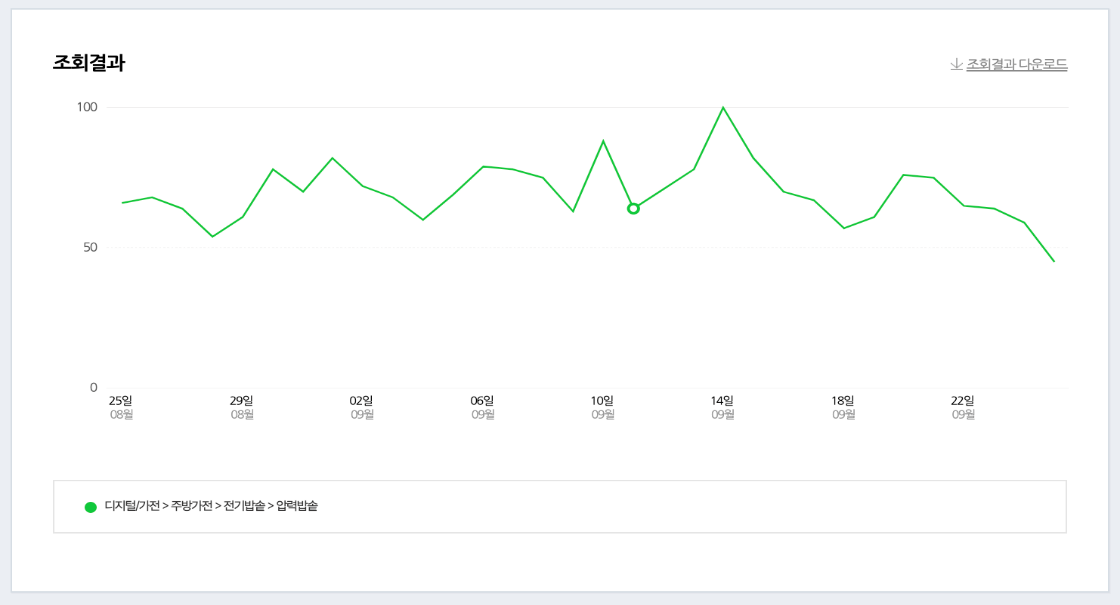 조회결과
조회결과 다운로드
100
50
0
25일 29일 02일 06일 10일 14일 18일 22일
08월 08월 09월 09월 09월 09월 09월 09월
디지털/가전 > 주방가전 > 전기밥솥 > 압력밥솥